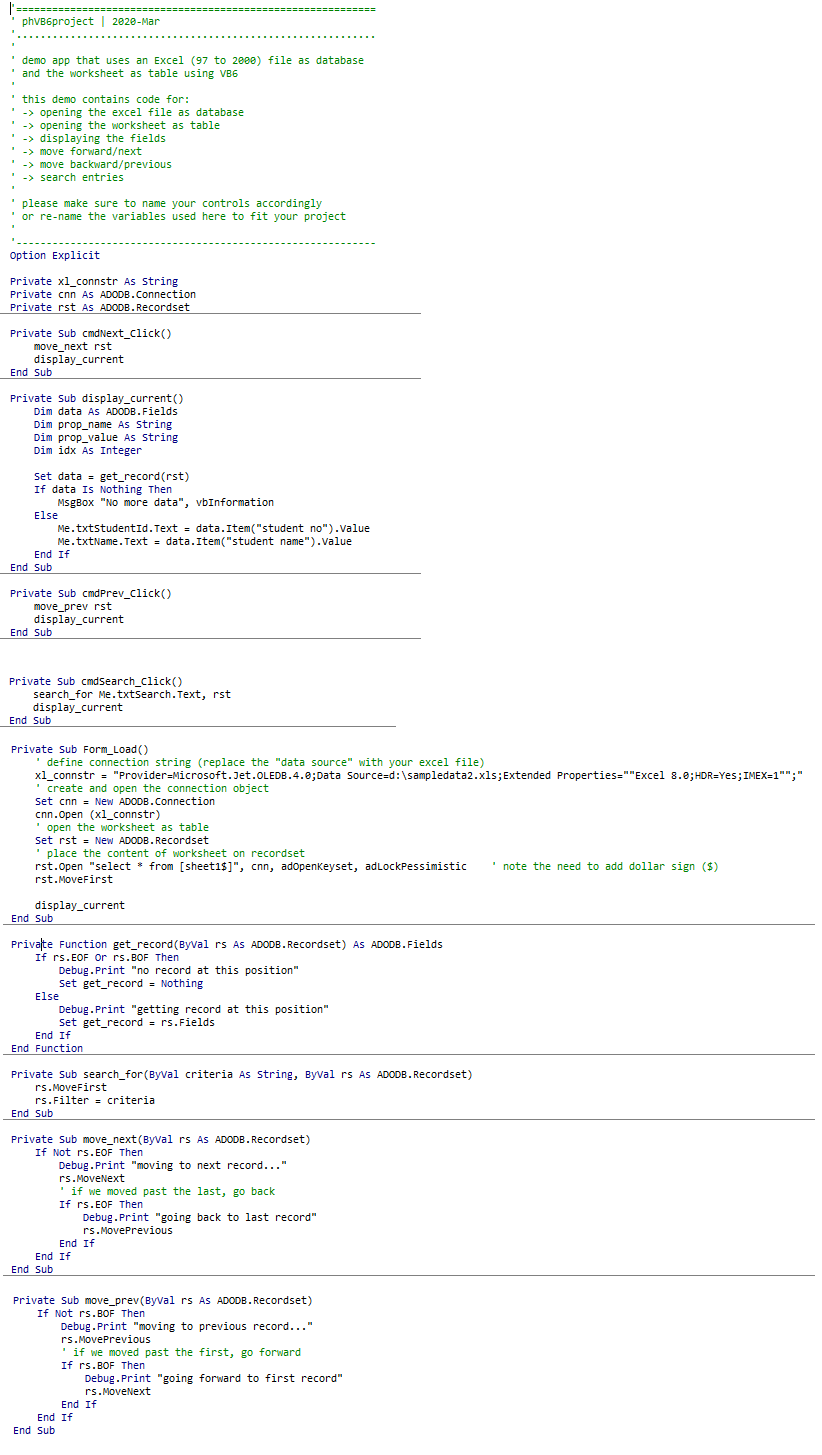 '============================================================
' phVB6project | 2020-Mar
'............................................................
'
' demo app that uses an Excel (97 to 2000) file as database
' and the worksheet as table using VB6
'
' this demo contains code for:
' -> opening the excel file as database
' -> opening the worksheet as table
' -> displaying the fields
' -> move forward/next
' -> move backward/previous
' -> search entries
'
' please make sure to name your controls accordingly
' or re-name the variables used here to fit your project
'
'------------------------------------------------------------
Option Explicit

Private xl_connstr As String
Private cnn As ADODB.Connection
Private rst As ADODB.Recordset

Private Sub cmdNext_Click()
    move_next rst
    display_current
End Sub

Private Sub display_current()
    Dim data As ADODB.Fields
    Dim prop_name As String
    Dim prop_value As String
    Dim idx As Integer

    Set data = get_record(rst)
    If data Is Nothing Then
        MsgBox "No more data", vbInformation
    Else
        Me.txtStudentId.Text = data.Item("student no").Value
        Me.txtName.Text = data.Item("student name").Value
    End If
End Sub

Private Sub cmdPrev_Click()
    move_prev rst
    display_current
End Sub

Private Sub cmdSearch_Click()
    search_for Me.txtSearch.Text, rst
    display_current
End Sub

Private Sub Form_Load()
    ' define connection string (replace the "data source" with your excel file)
    xl_connstr = "Provider=Microsoft.Jet.OLEDB.4.0;Data Source=d:\sampledata2.xls;Extended Properties=""Excel 8.0;HDR=Yes;IMEX=1"";"
    ' create and open the connection object
    Set cnn = New ADODB.Connection
    cnn.Open (xl_connstr)
    ' open the worksheet as table
    Set rst = New ADODB.Recordset
    ' place the content of worksheet on recordset
    rst.Open "select * from [sheet1$]", cnn, adOpenKeyset, adLockPessimistic    ' note the need to add dollar sign ($)
    rst.MoveFirst

    display_current
End Sub

Private Function get_record(ByVal rs As ADODB.Recordset) As ADODB.Fields
    If rs.EOF Or rs.BOF Then
        Debug.Print "no record at this position"
        Set get_record = Nothing
    Else
        Debug.Print "getting record at this position"
        Set get_record = rs.Fields
    End If
End Function

Private Sub search_for(ByVal criteria As String, ByVal rs As ADODB.Recordset)
    rs.MoveFirst
    rs.Filter = criteria
End Sub

Private Sub move_next(ByVal rs As ADODB.Recordset)
    If Not rs.EOF Then
        Debug.Print "moving to next record..."
        rs.MoveNext
        ' if we moved past the last, go back
        If rs.EOF Then
            Debug.Print "going back to last record"
            rs.MovePrevious
        End If
    End If
End Sub

Private Sub move_prev(ByVal rs As ADODB.Recordset)
    If Not rs.BOF Then
        Debug.Print "moving to previous record..."
        rs.MovePrevious
        ' if we moved past the first, go forward
        If rs.BOF Then
            Debug.Print "going forward to first record"
            rs.MoveNext
        End If
    End If
End Sub